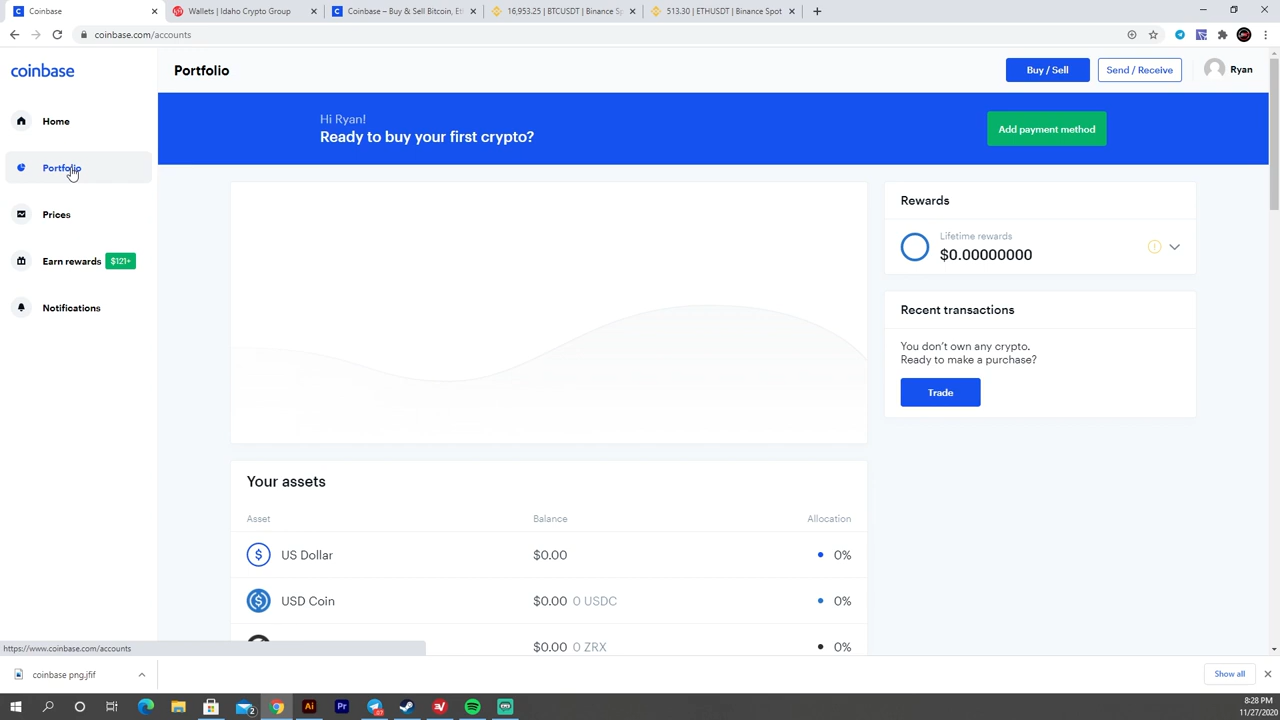 Coinbase
Wallets | Idaho Crypto Group
Coinbase – Buy & Sell Bitcoin, Et
16,953.25 | BTCUSDT | Binance Sp
513.30 | ETHUSDT | Binance Spot
coinbase.com/accounts
coinbase
Portfolio
Buy / Sell
Send / Receive
Ryan
Home
Portfolio
Prices
Earn rewards
$121+
Notifications
Hi Ryan!
Ready to buy your first crypto?
Add payment method
Rewards
Lifetime rewards
$0.00000000
Recent transactions
You don't own any crypto.
Ready to make a purchase?
Trade
Your assets
Asset Balance Allocation
US Dollar $0.00 0%
USD Coin $0.00 0 USDC 0%
$0.00 0 ZRX 0%
https://www.coinbase.com/accounts
coinbase png.jfif
Show all
8:28 PM
11/27/2020